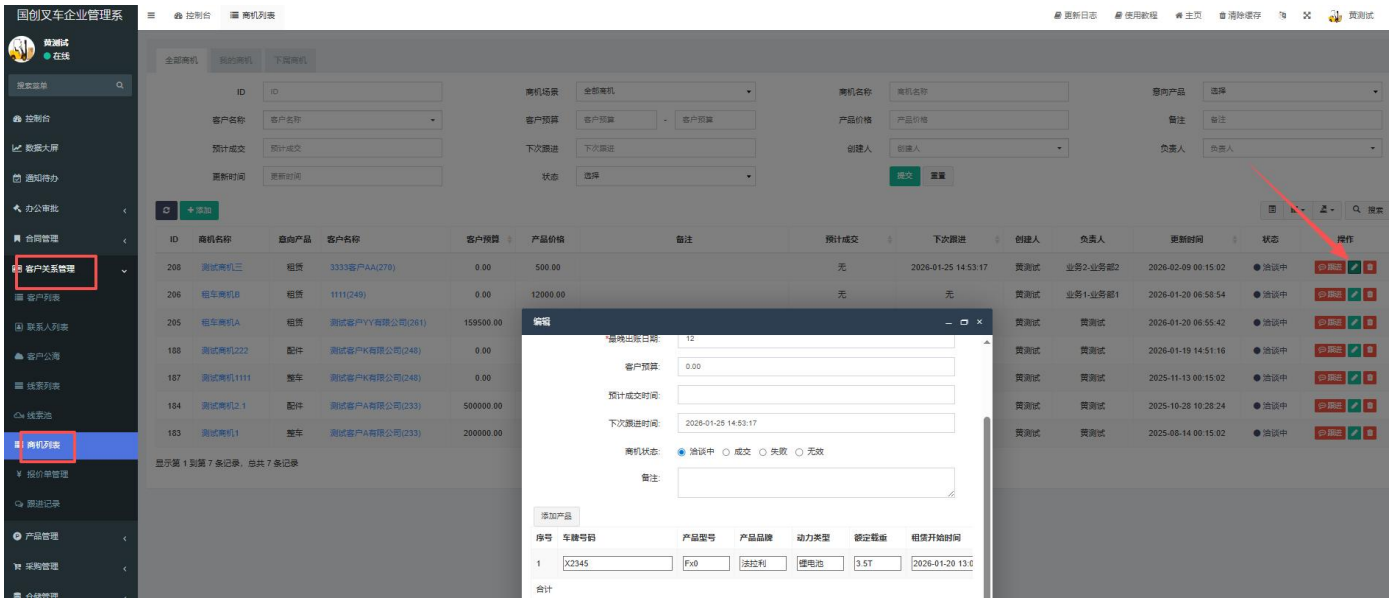 国创叉车企业管理系 控制台 商机列表 更新日志 使用教程 主页 清除缓存 黄测试
黄测试
在线
搜索菜单
控制台
数据大屏
通知待办
办公审批
合同管理
客户关系管理
客户列表
联系人列表
客户公海
线索列表
线索池
商机列表
报价单管理
跟进记录
产品管理
采购管理
仓储管理
全部商机 我的商机 下属商机
ID ID 商机场景 全部商机 商机名称 商机名称 意向产品 选择
客户名称 客户名称 客户预算 客户预算 - 客户预算 产品价格 产品价格 备注 备注
预计成交 预计成交 下次跟进 下次跟进 创建人 创建人 负责人 负责人
更新时间 更新时间 状态 选择 提交 重置
添加 搜索
ID 商机名称 意向产品 客户名称 客户预算 产品价格 备注 预计成交 下次跟进 创建人 负责人 更新时间 状态 操作
208 测试商机三 租赁 3333客户AA(270) 0.00 500.00 无 2026-01-25 14:53:17 黄测试 业务2-业务部2 2026-02-09 00:15:02 洽谈中 跟进
206 租车商机B 租赁 1111(249) 0.00 12000.00 无 无 黄测试 业务1-业务部1 2026-01-20 06:58:54 洽谈中 跟进
205 租车商机A 租赁 测试客户YY有限公司(261) 159500.00 黄测试 黄测试 2026-01-20 06:55:42 洽谈中 跟进
188 测试商机222 配件 测试客户K有限公司(248) 0.00 黄测试 黄测试 2026-01-19 14:51:16 洽谈中 跟进
187 测试商机1111 整车 测试客户K有限公司(248) 0.00 黄测试 黄测试 2025-11-13 00:15:02 洽谈中 跟进
184 测试商机2.1 配件 测试客户A有限公司(233) 500000.00 黄测试 黄测试 2025-10-28 10:28:24 洽谈中 跟进
183 测试商机1 整车 测试客户A有限公司(233) 200000.00 黄测试 黄测试 2025-08-14 00:15:02 洽谈中 跟进
显示第 1 到第 7 条记录，总共 7 条记录
编辑
*最晚出账日期: 12
客户预算: 0.00
预计成交时间:
下次跟进时间: 2026-01-25 14:53:17
商机状态: 洽谈中 成交 失败 无效
备注:
添加产品
序号 车牌号码 产品型号 产品品牌 动力类型 额定载重 租赁开始时间
1 X2345 Fx0 法拉利 锂电池 3.5T 2026-01-20 13:0
合计